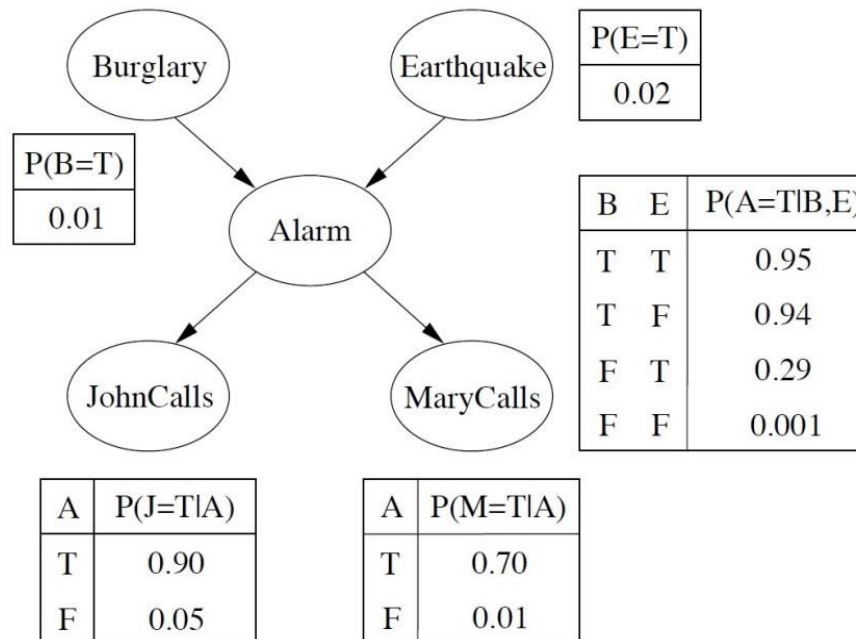 Burglary
Earthquake
P(E=T)
0.02
P(B=T)
0.01
Alarm
B E P(A=T|B,E)
T T 0.95
T F 0.94
F T 0.29
F F 0.001
JohnCalls
MaryCalls
A P(J=T|A)
T 0.90
F 0.05
A P(M=T|A)
T 0.70
F 0.01